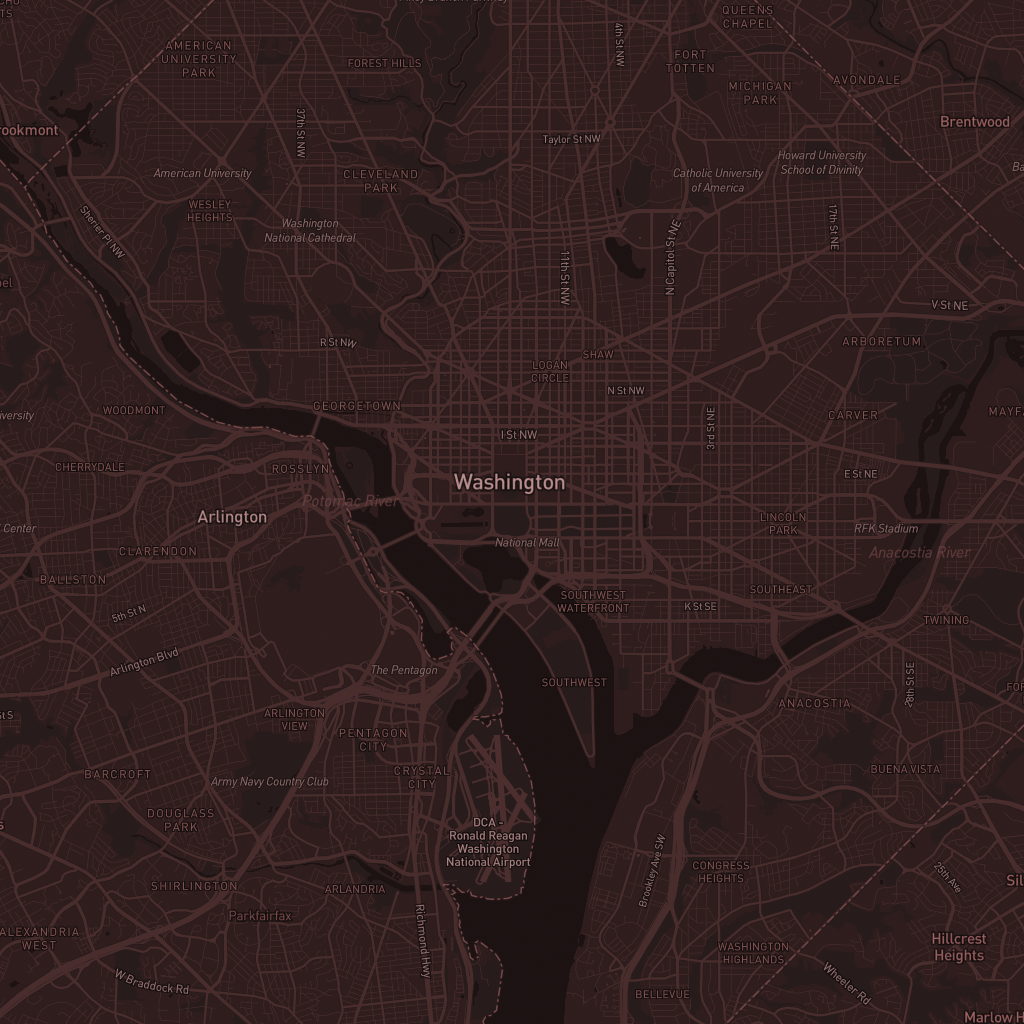 QUEENS
CHAPEL
4th St NW
AMERICAN
UNIVERSITY
PARK
FOREST HILLS
FORT
TOTTEN
AVONDALE
MICHIGAN
PARK
Brentwood
37th St NW
Taylor St NW
Howard University
School of Divinity
American University
CLEVELAND
PARK
Catholic University
of America
WESLEY
HEIGHTS
Sherier Pl NW
Washington
National Cathedral
17th St NE
N Capitol St NE
11th St NW
V St NE
R St NW
ARBORETUM
SHAW
LOGAN
CIRCLE
N St NW
WOODMONT
GEORGETOWN
3rd St NE
CARVER
I St NW
CHERRYDALE
ROSSLYN
E St NE
Washington
Potomac River
Arlington
LINCOLN
PARK
RFK Stadium
Center
National Mall
Anacostia River
CLARENDON
BALLSTON
SOUTHWEST
WATERFRONT
SOUTHEAST
K St SE
5th St N
TWINING
Arlington Blvd
The Pentagon
SOUTHWEST
28th St SE
ANACOSTIA
ARLINGTON
VIEW
PENTAGON
CITY
BARCROFT
CRYSTAL
CITY
BUENA VISTA
Army Navy Country Club
DOUGLASS
PARK
DCA -
Ronald Reagan
Washington
National Airport
Brookley Ave SW
CONGRESS
HEIGHTS
25th Ave
SHIRLINGTON
ARLANDRIA
Parkfairfax
Richmond Hwy
ALEXANDRIA
WEST
WASHINGTON
HIGHLANDS
Hillcrest
Heights
W Braddock Rd
Wheeler Rd
BELLEVUE
Marlow H